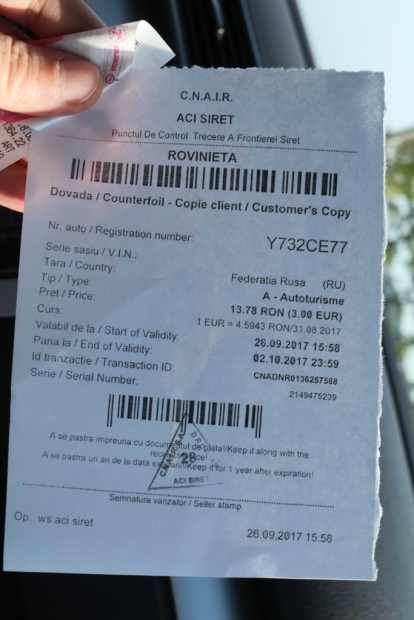 C.N.A.I.R.
ACI SIRET
Punctul De Control Trecere A Frontierei Siret
ROVINIETA
Dovada / Counterfoil - Copie client / Customer's Copy
Nr. auto / Registration number: Y732CE77
Serie sasiu / V.I.N.:
Tara / Country: Federatia Rusa (RU)
Tip / Type: A - Autoturisme
Pret / Price: 13.78 RON (3.00 EUR)
Curs: 1 EUR = 4.5943 RON/31.08.2017
Valabil de la / Start of Validity 26.09.2017 15:58
Pana la / End of Validity: 02.10.2017 23:59
Id tranzactie / Transaction ID: CNADNR0136257588
Serie / Serial Number: 2149475239
A se pastra impreuna cu documentul de plata!/Keep it along with the
A se pastra un an de la data expirarii!/Keep it for 1 year after expiration!
28
ACI SIRET
Semnatura vanzator / Seller stamp
Op: ws aci siret
26.09.2017 15:58